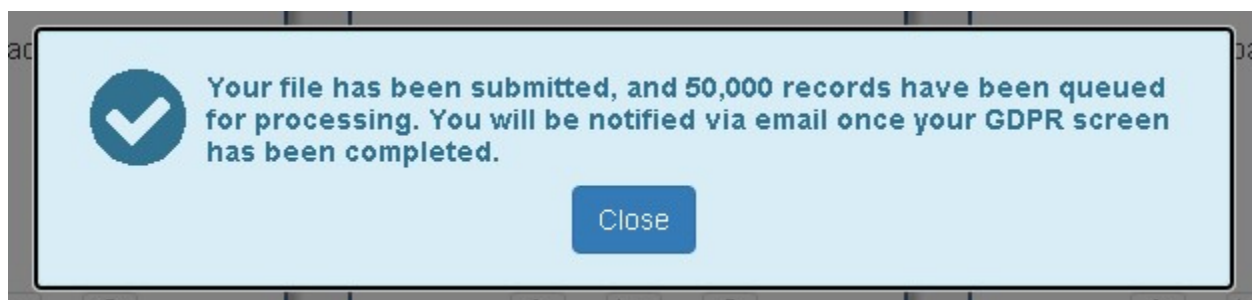 Your file has been submitted, and 50,000 records have been queued
for processing. You will be notified via email once your GDPR screen
has been completed.
Close